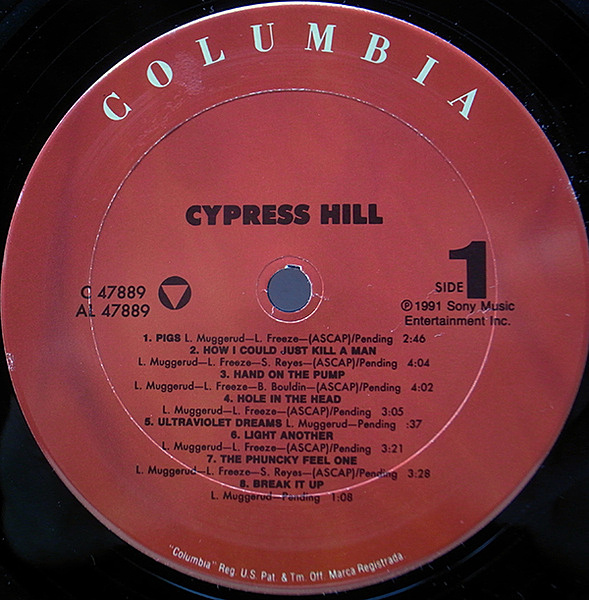 COLUMBIA
CYPRESS HILL
C 47889
AL 47889
SIDE 1
℗ 1991 Sony Music
Entertainment Inc.
1. PIGS L. Muggerud—L. Freeze—(ASCAP)/Pending 2:46
2. HOW I COULD JUST KILL A MAN
L. Muggerud—L. Freeze—S. Reyes—(ASCAP)/Pending 4:04
3. HAND ON THE PUMP
L. Muggerud—L. Freeze—B. Bouldin—(ASCAP)/Pending 4:02
4. HOLE IN THE HEAD
L. Muggerud—L. Freeze—(ASCAP)/Pending 3:05
5. ULTRAVIOLET DREAMS L. Muggerud—Pending :37
6. LIGHT ANOTHER
L. Muggerud—L. Freeze—(ASCAP)/Pending 3:21
7. THE PHUNCKY FEEL ONE
L. Muggerud—L. Freeze—S. Reyes—(ASCAP)/Pending 3:28
8. BREAK IT UP
L. Muggerud—Pending 1:08
"Columbia" Reg. U.S. Pat. & Tm. Off. Marca Registrada